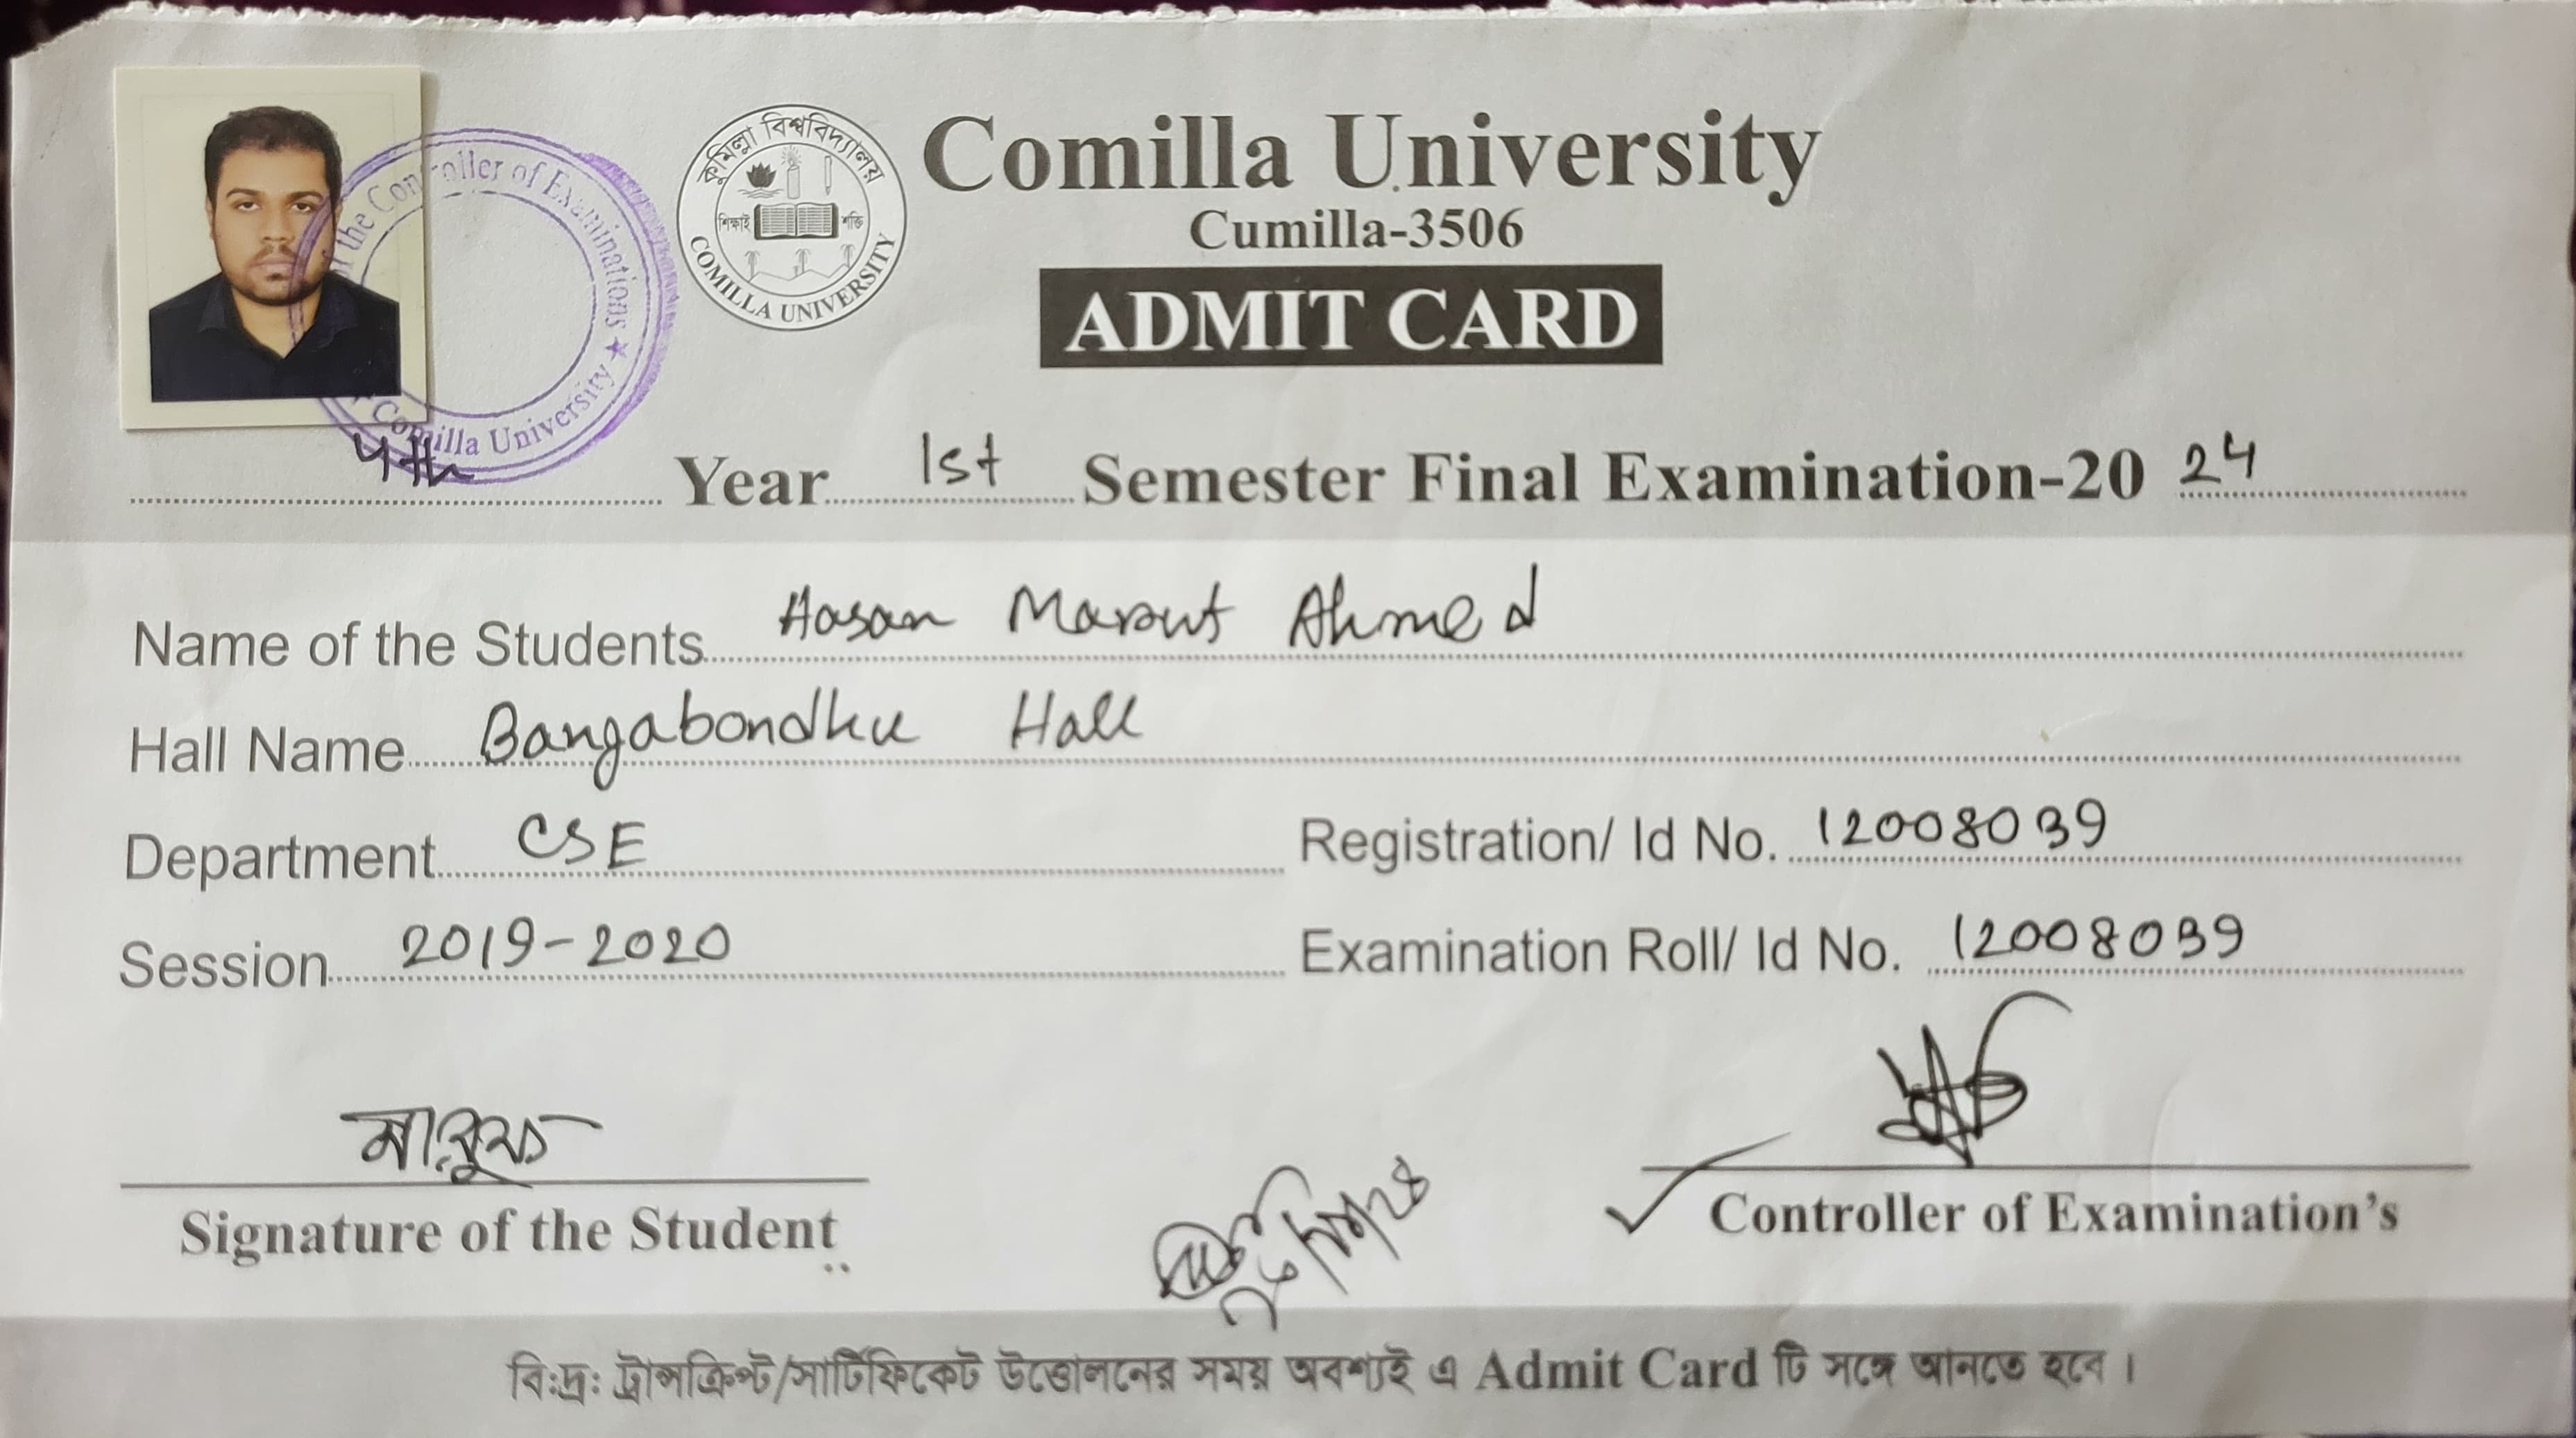 কুমিল্লা বিশ্ববিদ্যালয়
শিক্ষাই শক্তি
COMILLA UNIVERSITY
Comilla University
Cumilla-3506
ADMIT CARD
the Controller of Examinations ★ Comilla University
4th Year 1st Semester Final Examination-20 24
Name of the Students Hasan Maruf Ahmed
Hall Name Bangabondhu Hall
Department CSE Registration/ Id No. 12008039
Session 2019-2020 Examination Roll/ Id No. 12008039
মারুফ
Signature of the Student
Controller of Examination's
বি:দ্র: ট্রান্সক্রিপ্ট/সার্টিফিকেট উত্তোলনের সময় অবশ্যই এ Admit Card টি সঙ্গে আনতে হবে।